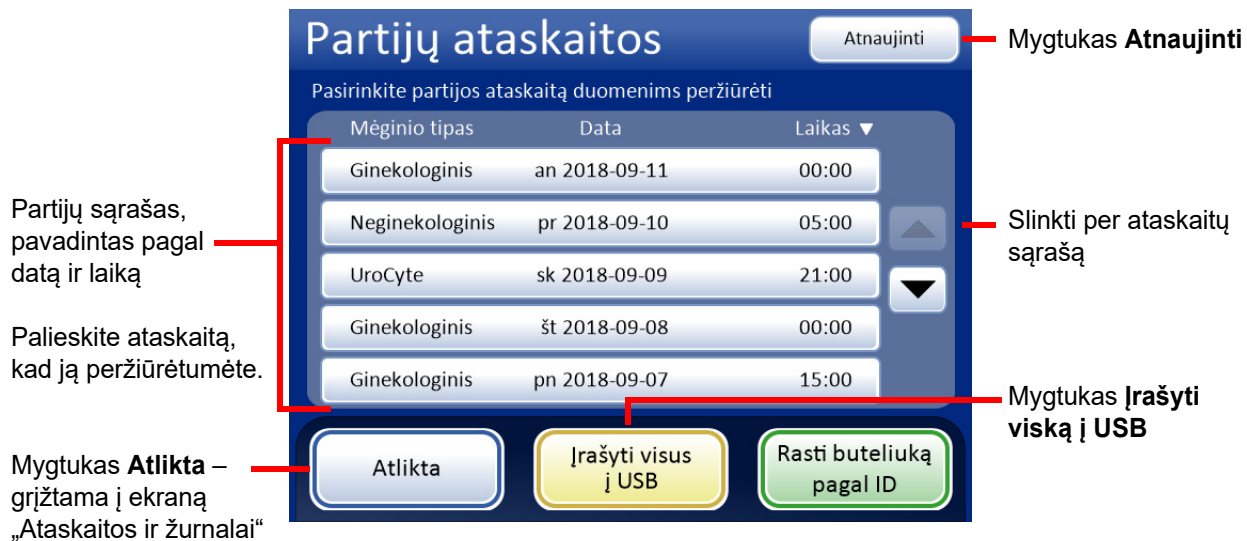 Partijų ataskaitos
Atnaujinti
Mygtukas Atnaujinti
Pasirinkite partijos ataskaitą duomenims peržiūrėti
Mėginio tipas Data Laikas ▼
Ginekologinis an 2018-09-11 00:00
Neginekologinis pr 2018-09-10 05:00
UroCyte sk 2018-09-09 21:00
Ginekologinis št 2018-09-08 00:00
Ginekologinis pn 2018-09-07 15:00
Partijų sąrašas,
pavadintas pagal
datą ir laiką
Palieskite ataskaitą,
kad ją peržiūrėtumėte.
Slinkti per ataskaitų
sąrašą
Mygtukas Įrašyti
viską į USB
Mygtukas Atlikta –
grįžtama į ekraną
„Ataskaitos ir žurnalai“
Atlikta
Įrašyti visus
į USB
Rasti buteliuką
pagal ID